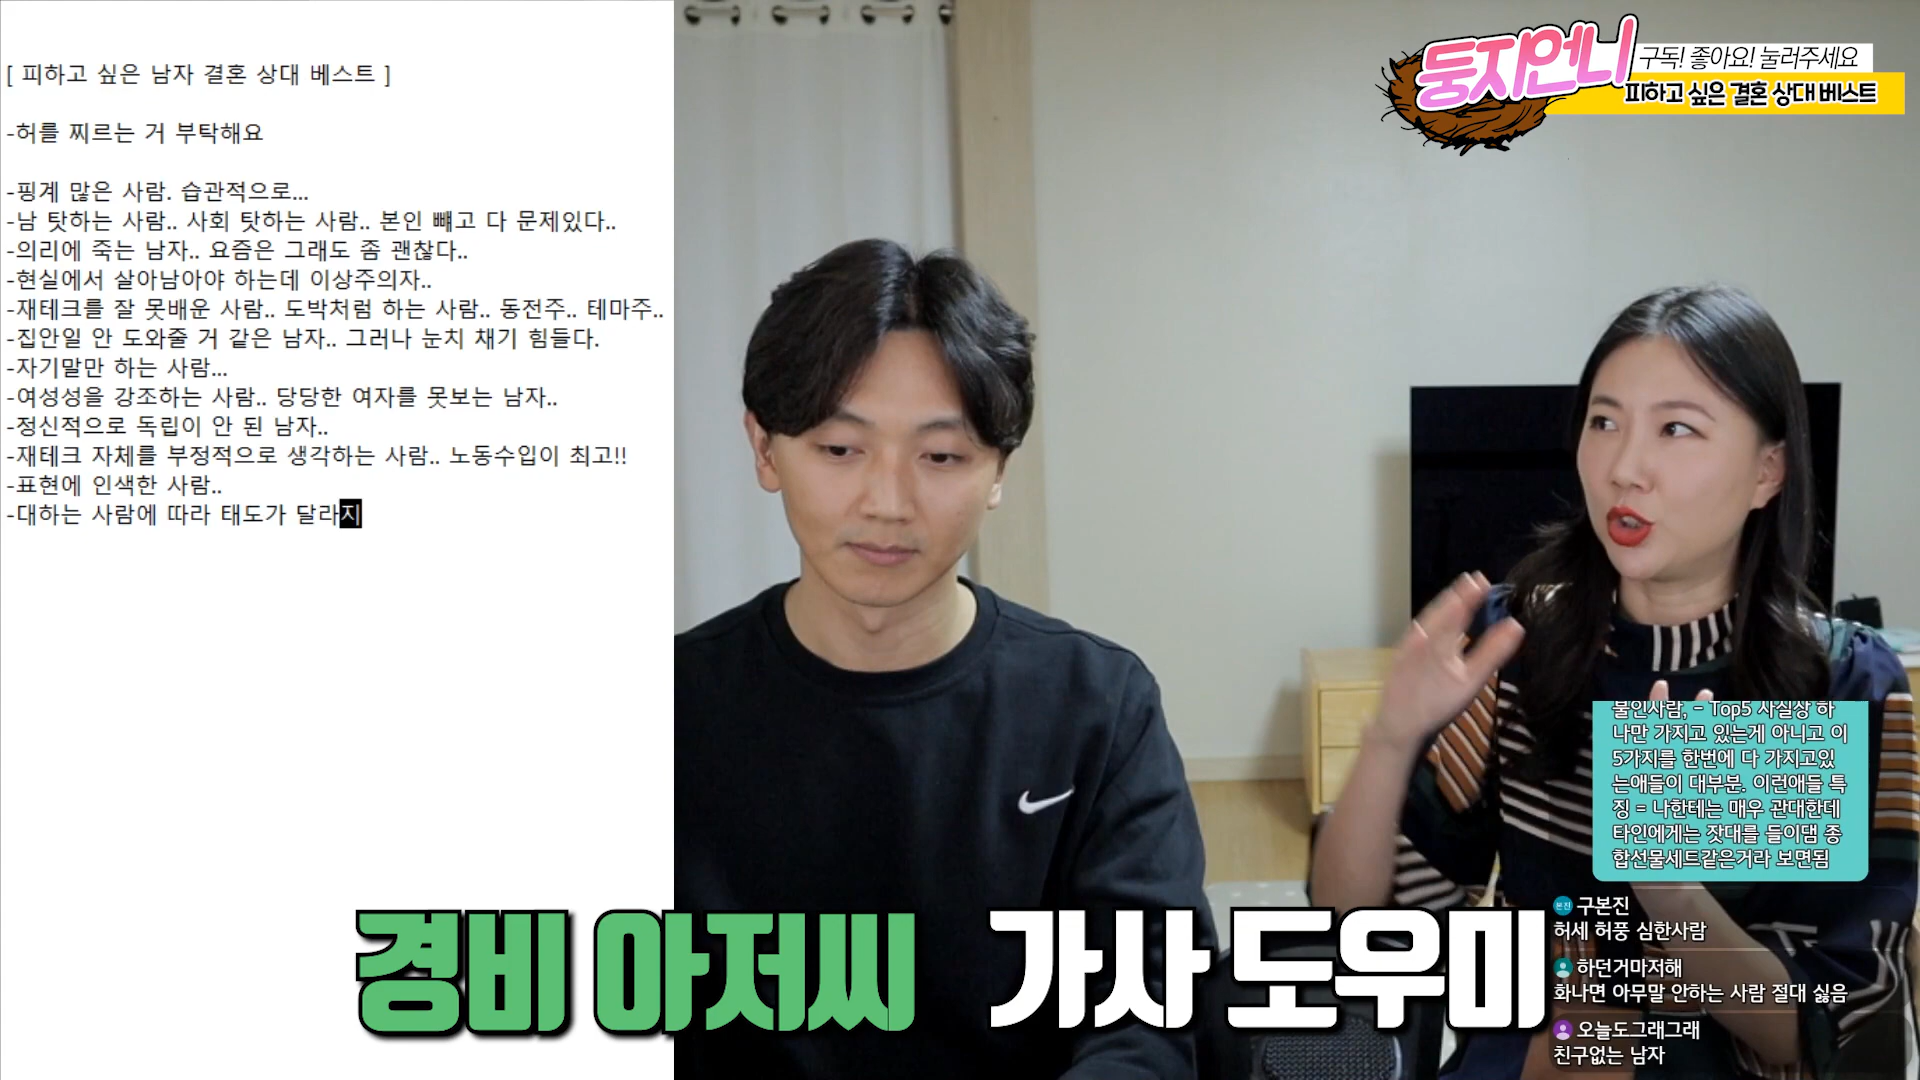 [ 피하고 싶은 남자 결혼 상대 베스트 ]
-허를 찌르는 거 부탁해요
-핑계 많은 사람. 습관적으로...
-남 탓하는 사람.. 사회 탓하는 사람.. 본인 빼고 다 문제있다..
-의리에 죽는 남자.. 요즘은 그래도 좀 괜찮다..
-현실에서 살아남아야 하는데 이상주의자..
-재테크를 잘 못배운 사람.. 도박처럼 하는 사람.. 동전주.. 테마주..
-집안일 안 도와줄 거 같은 남자.. 그러나 눈치 채기 힘들다.
-자기말만 하는 사람...
-여성성을 강조하는 사람.. 당당한 여자를 못보는 남자..
-정신적으로 독립이 안 된 남자..
-재테크 자체를 부정적으로 생각하는 사람.. 노동수입이 최고!!
-표현에 인색한 사람..
-대하는 사람에 따라 태도가 달라지
둥지언니
구독! 좋아요! 눌러주세요
피하고 싶은 결혼 상대 베스트
불인사람, - Top5 사실상 하
나만 가지고 있는게 아니고 이
5가지를 한번에 다 가지고있
는애들이 대부분. 이런애들 특
징 = 나한테는 매우 관대한데
타인에게는 잣대를 들이댐 종
합선물세트같은거라 보면됨
본진 구본진
허세 허풍 심한사람
하던거마저해
화나면 아무말 안하는 사람 절대 싫음
오늘도그래그래
친구없는 남자
경비 아저씨 가사 도우미